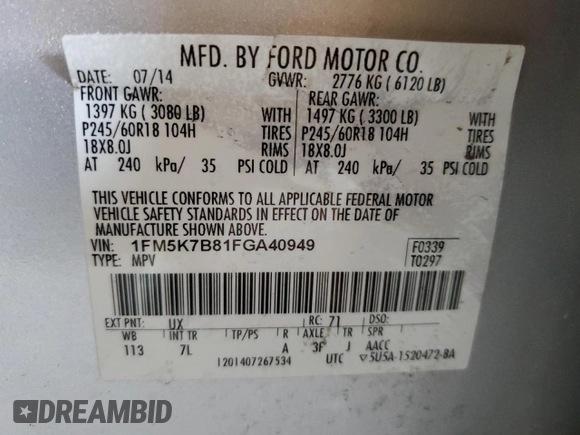 MFD. BY FORD MOTOR CO.
DATE: 07/14 GVWR: 2776 KG ( 6120 LB)
FRONT GAWR: REAR GAWR:
1397 KG ( 3080 LB) WITH 1497 KG ( 3300 LB) WITH
P245/60R18 104H TIRES P245/60R18 104H TIRES
18X8.0J RIMS 18X8.0J RIMS
AT 240 kPa/ 35 PSI COLD AT 240 kPa/ 35 PSI COLD
THIS VEHICLE CONFORMS TO ALL APPLICABLE FEDERAL MOTOR
VEHICLE SAFETY STANDARDS IN EFFECT ON THE DATE OF
MANUFACTURE SHOWN ABOVE.
VIN: 1FM5K7B81FGA40949 F0339
TYPE: MPV T0297
EXT PNT: UX RC: 71 DSO:
WB INT TR TP/PS R AXLE TR SPR
113 7L A 3F J AACC
1201407267534 UTC ▽5U5A-1520472-BA
DREAMBID